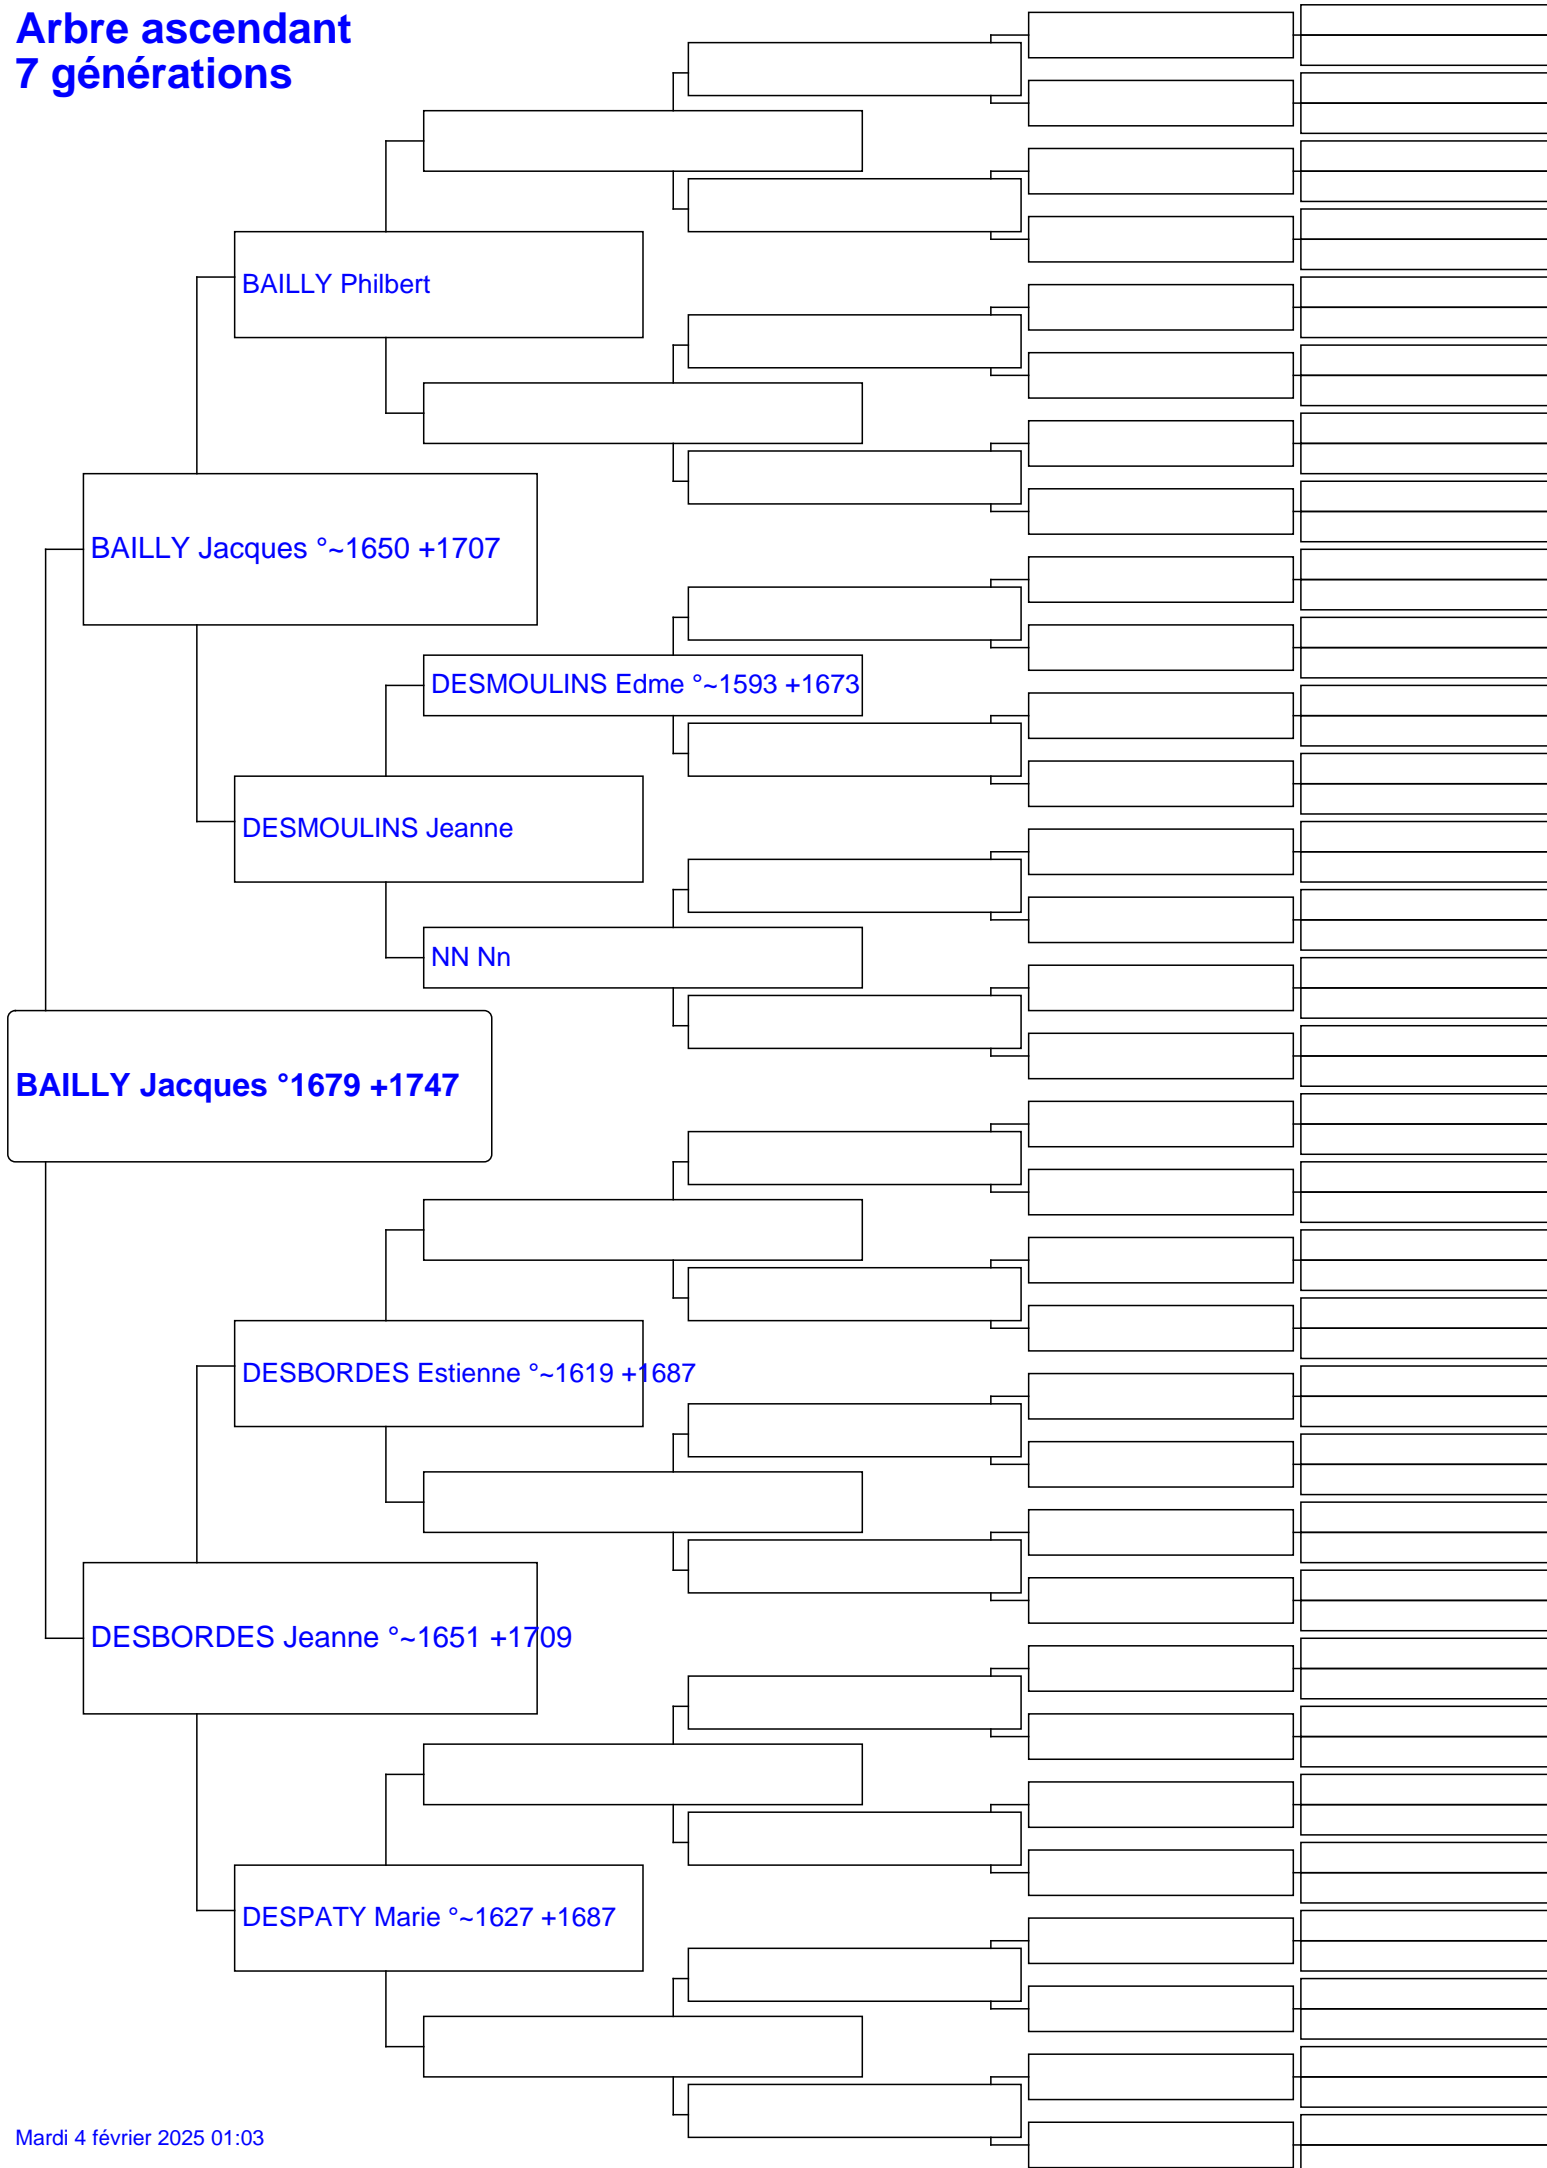 Arbre ascendant
7 générations
BAILLY Philbert
BAILLY Jacques °~1650 +1707
DESMOULINS Edme °~1593 +1673
DESMOULINS Jeanne
NN Nn
BAILLY Jacques °1679 +1747
DESBORDES Estienne °~1619 +1687
DESBORDES Jeanne °~1651 +1709
DESPATY Marie °~1627 +1687
Mardi 4 février 2025 01:03